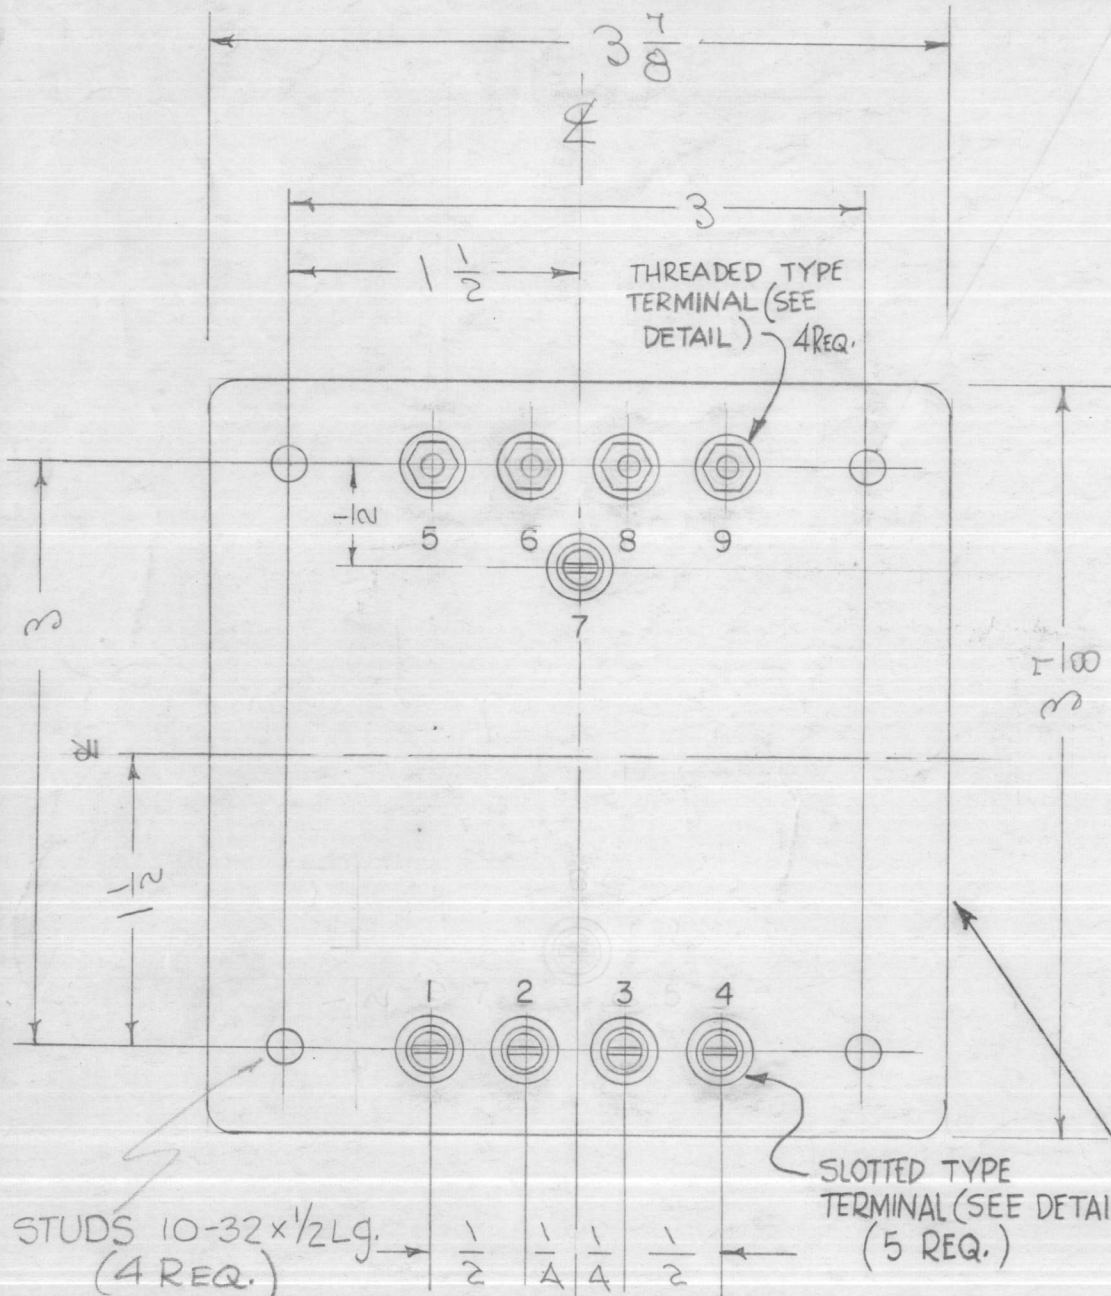 3 7/8
℄
3
1 1/2
THREADED TYPE
TERMINAL (SEE
DETAIL) 4 REQ.
1/2
5 6 8 9
7
3
3 7/8
℄
1 1/2
1 2 3 4
SLOTTED TYPE
TERMINAL (SEE DETAI
(5 REQ.)
STUDS 10-32 x 1/2 Lg.
(4 REQ.)
1/2 1/4 1/4 1/2